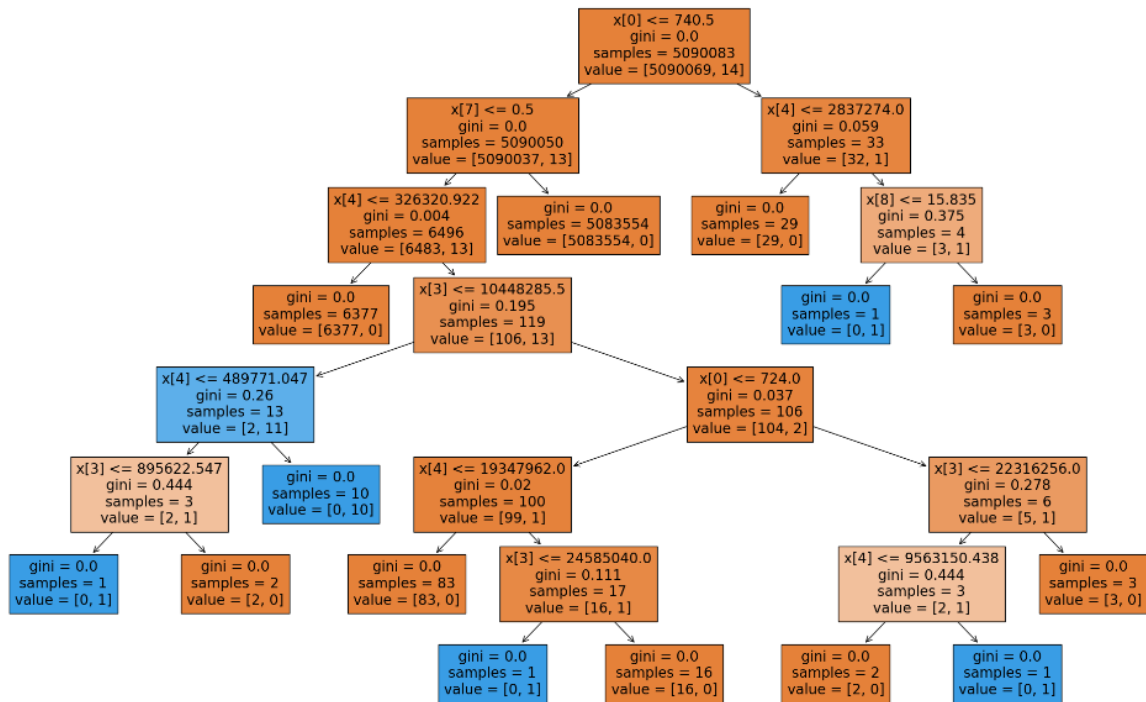 x[0] <= 740.5
gini = 0.0
samples = 5090083
value = [5090069, 14]
x[7] <= 0.5
gini = 0.0
samples = 5090050
value = [5090037, 13]
x[4] <= 2837274.0
gini = 0.059
samples = 33
value = [32, 1]
x[4] <= 326320.922
gini = 0.004
samples = 6496
value = [6483, 13]
gini = 0.0
samples = 5083554
value = [5083554, 0]
gini = 0.0
samples = 29
value = [29, 0]
x[8] <= 15.835
gini = 0.375
samples = 4
value = [3, 1]
gini = 0.0
samples = 6377
value = [6377, 0]
x[3] <= 10448285.5
gini = 0.195
samples = 119
value = [106, 13]
gini = 0.0
samples = 1
value = [0, 1]
gini = 0.0
samples = 3
value = [3, 0]
x[4] <= 489771.047
gini = 0.26
samples = 13
value = [2, 11]
x[0] <= 724.0
gini = 0.037
samples = 106
value = [104, 2]
x[3] <= 895622.547
gini = 0.444
samples = 3
value = [2, 1]
gini = 0.0
samples = 10
value = [0, 10]
x[4] <= 19347962.0
gini = 0.02
samples = 100
value = [99, 1]
x[3] <= 22316256.0
gini = 0.278
samples = 6
value = [5, 1]
gini = 0.0
samples = 1
value = [0, 1]
gini = 0.0
samples = 2
value = [2, 0]
gini = 0.0
samples = 83
value = [83, 0]
x[3] <= 24585040.0
gini = 0.111
samples = 17
value = [16, 1]
x[4] <= 9563150.438
gini = 0.444
samples = 3
value = [2, 1]
gini = 0.0
samples = 3
value = [3, 0]
gini = 0.0
samples = 1
value = [0, 1]
gini = 0.0
samples = 16
value = [16, 0]
gini = 0.0
samples = 2
value = [2, 0]
gini = 0.0
samples = 1
value = [0, 1]